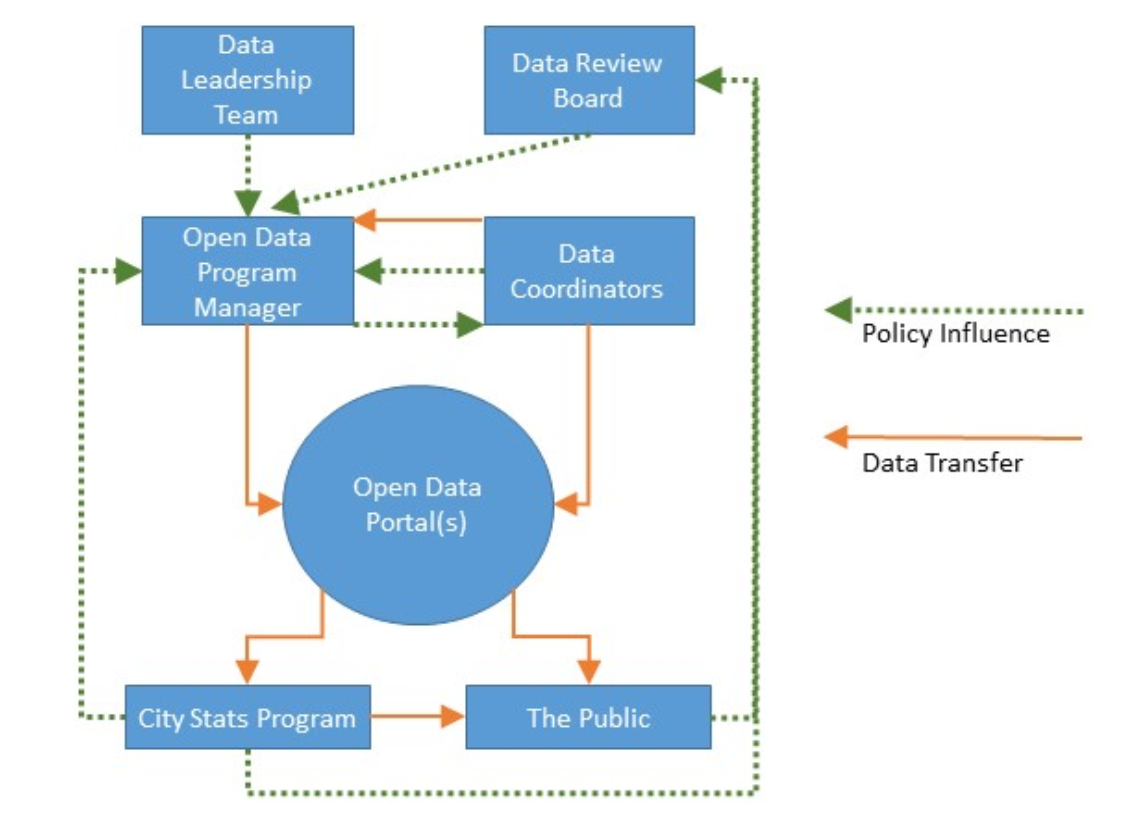 Data
Leadership
Team
Data Review
Board
Open Data
Program
Manager
Data
Coordinators
Policy Influence
Data Transfer
Open Data
Portal(s)
City Stats Program
The Public